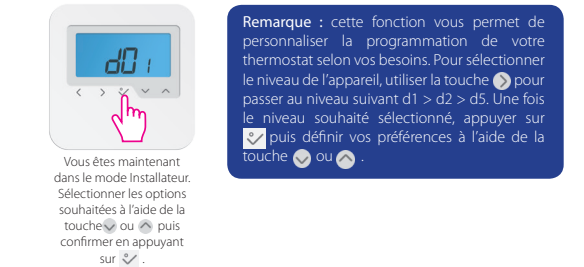 d01
Vous êtes maintenant
dans le mode Installateur.
Sélectionner les options
souhaitées à l'aide de la
touche ou puis
confirmer en appuyant
sur .
Remarque : cette fonction vous permet de
personnaliser la programmation de votre
thermostat selon vos besoins. Pour sélectionner
le niveau de l'appareil, utiliser la touche pour
passer au niveau suivant d1 > d2 > d5. Une fois
le niveau souhaité sélectionné, appuyer sur
puis définir vos préférences à l'aide de la
touche ou .